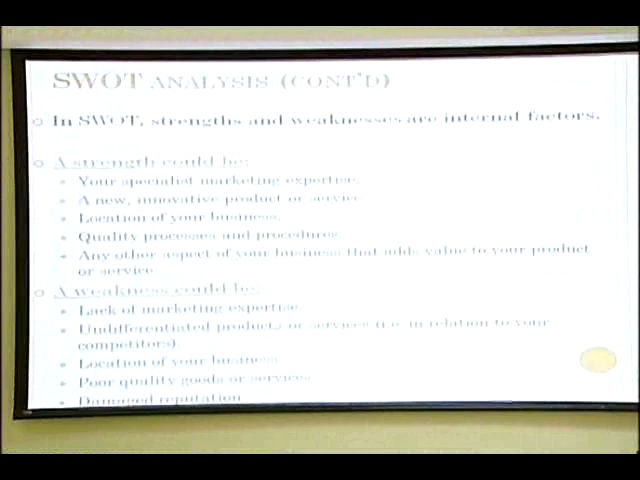 SWOT ANALYSIS (CONT'D)
In SWOT, strengths and weaknesses are internal factors.
A strength could be:
Your specialist marketing expertise.
A new, innovative product or service
Location of your business.
Quality processes and procedures.
Any other aspect of your business that adds value to your product
or service
A weakness could be:
Lack of marketing expertise
Undifferentiated products or services (i.e. in relation to your
competitors).
Location of your business
Poor quality goods or services
Damaged reputation